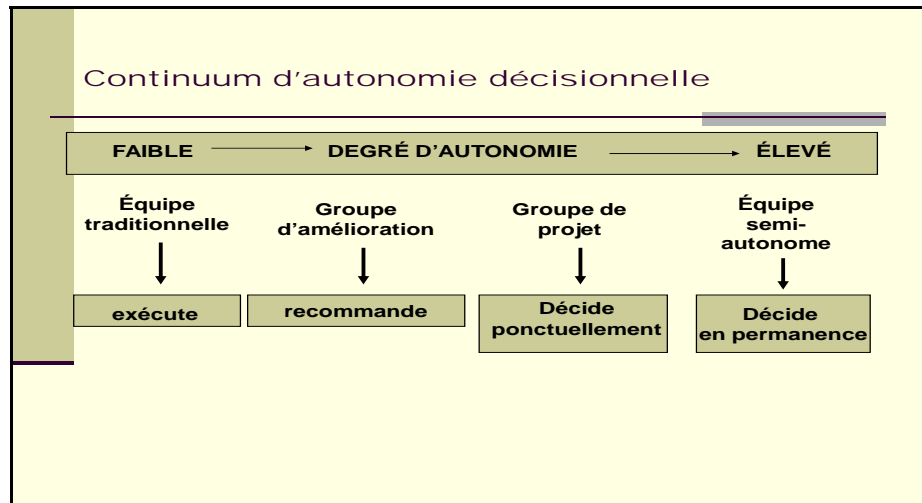 Continuum d'autonomie décisionnelle
FAIBLE DEGRÉ D'AUTONOMIE ÉLEVÉ
Équipe
traditionnelle
Groupe
d'amélioration
Groupe de
projet
Équipe
semi-
autonome
exécute
recommande
Décide
ponctuellement
Décide
en permanence